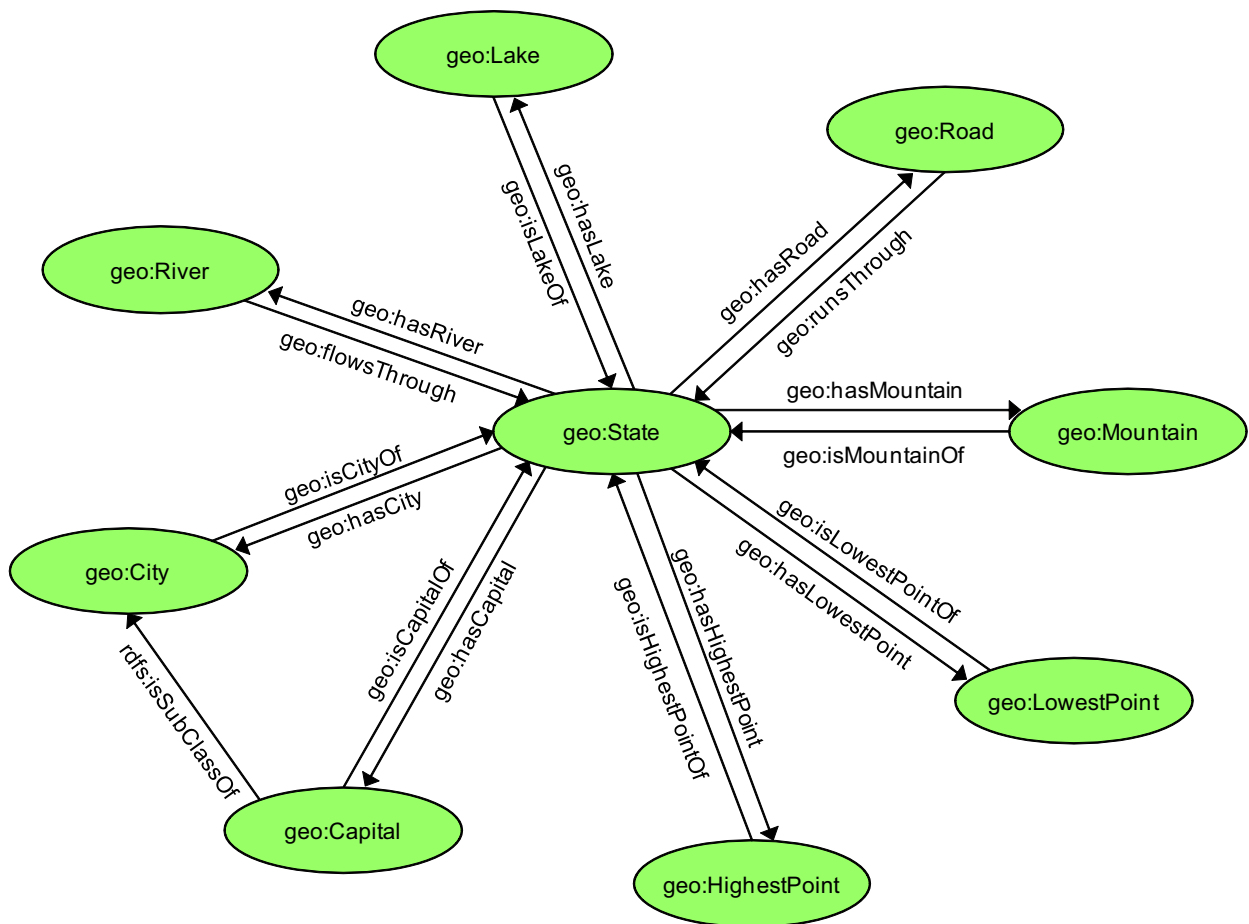 geo:Lake
geo:Road
geo:hasLake
geo:isLakeOf
geo:hasRoad
geo:runsThrough
geo:River
geo:hasRiver
geo:flowsThrough
geo:hasMountain
geo:State
geo:Mountain
geo:isMountainOf
geo:isCityOf
geo:hasCity
geo:isLowestPointOf
geo:hasLowestPoint
geo:City
geo:isCapitalOf
geo:hasCapital
geo:hasHighestPoint
geo:isHighestPointOf
rdfs:isSubClassOf
geo:LowestPoint
geo:Capital
geo:HighestPoint